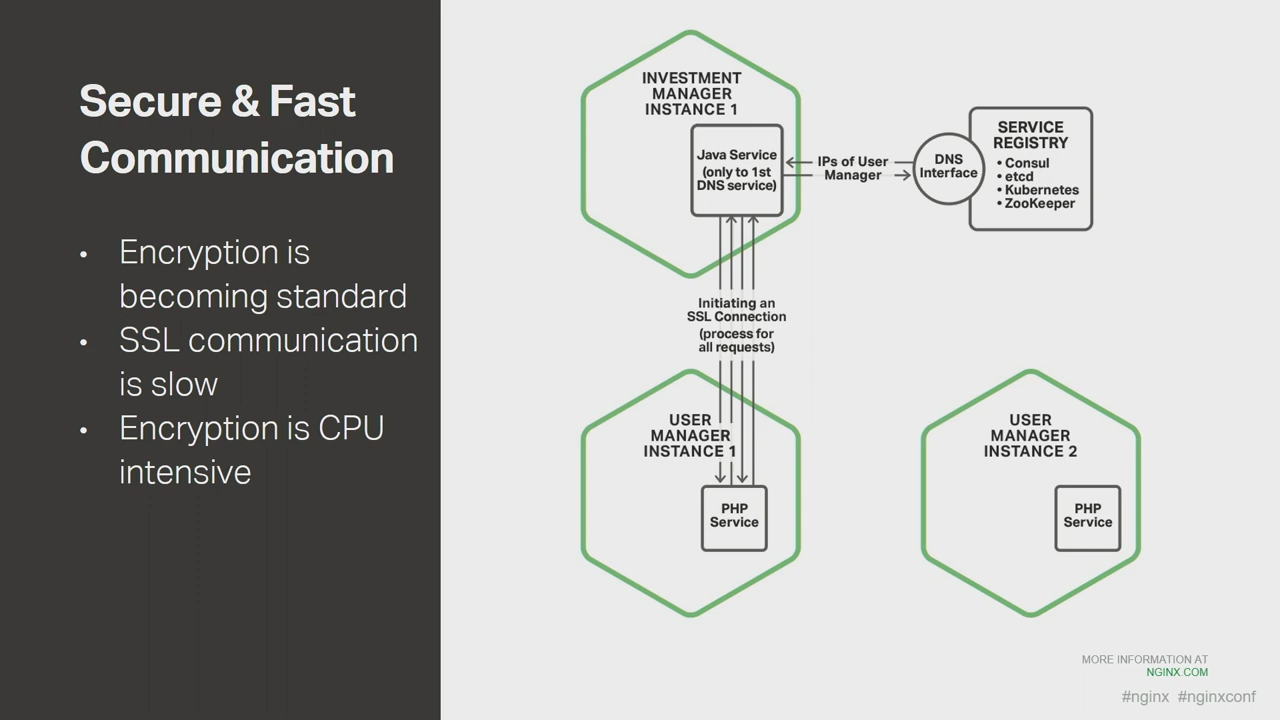 Secure & Fast
Communication
• Encryption is
becoming standard
• SSL communication
is slow
• Encryption is CPU
intensive
INVESTMENT
MANAGER
INSTANCE 1
Java Service
(only to 1st
DNS service)
IPs of User
Manager
DNS
Interface
SERVICE
REGISTRY
• Consul
• etcd
• Kubernetes
• ZooKeeper
Initiating an
SSL Connection
(process for
all requests)
USER
MANAGER
INSTANCE 1
PHP
Service
USER
MANAGER
INSTANCE 2
PHP
Service
MORE INFORMATION AT
NGINX.COM
#nginx #nginxconf